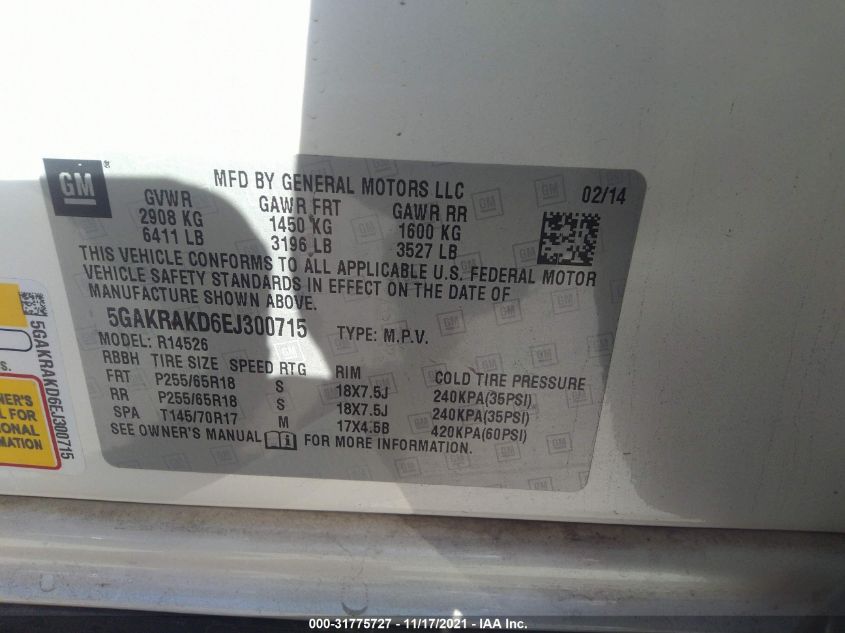 GM
MFD BY GENERAL MOTORS LLC
02/14
GVWR GAWR FRT GAWR RR
2908 KG 1450 KG 1600 KG
6411 LB 3196 LB 3527 LB
THIS VEHICLE CONFORMS TO ALL APPLICABLE U.S. FEDERAL MOTOR
VEHICLE SAFETY STANDARDS IN EFFECT ON THE DATE OF
MANUFACTURE SHOWN ABOVE.
5GAKRAKD6EJ300715 TYPE: M.P.V.
MODEL: R14526
RBBH TIRE SIZE SPEED RTG RIM COLD TIRE PRESSURE
FRT P255/65R18 S 18X7.5J 240KPA(35PSI)
RR P255/65R18 S 18X7.5J 240KPA(35PSI)
SPA T145/70R17 M 17X4.5B 420KPA(60PSI)
SEE OWNER'S MANUAL FOR MORE INFORMATION.
5GAKRAKD6EJ300715
FOR
000-31775727 - 11/17/2021 - IAA Inc.